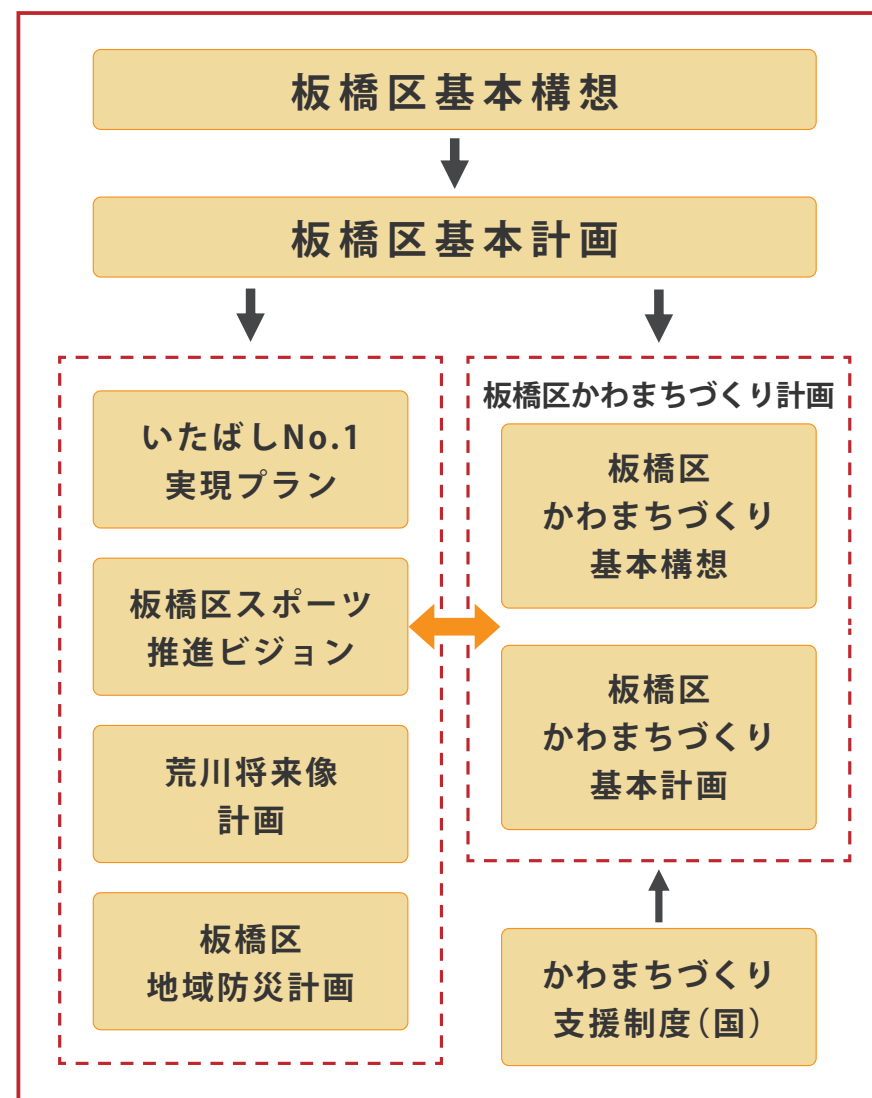 板橋区基本構想
板橋区基本計画
いたばしNo.1
実現プラン
板橋区スポーツ
推進ビジョン
荒川将来像
計画
板橋区
地域防災計画
板橋区かわまちづくり計画
板橋区
かわまちづくり
基本構想
板橋区
かわまちづくり
基本計画
かわまちづくり
支援制度(国)